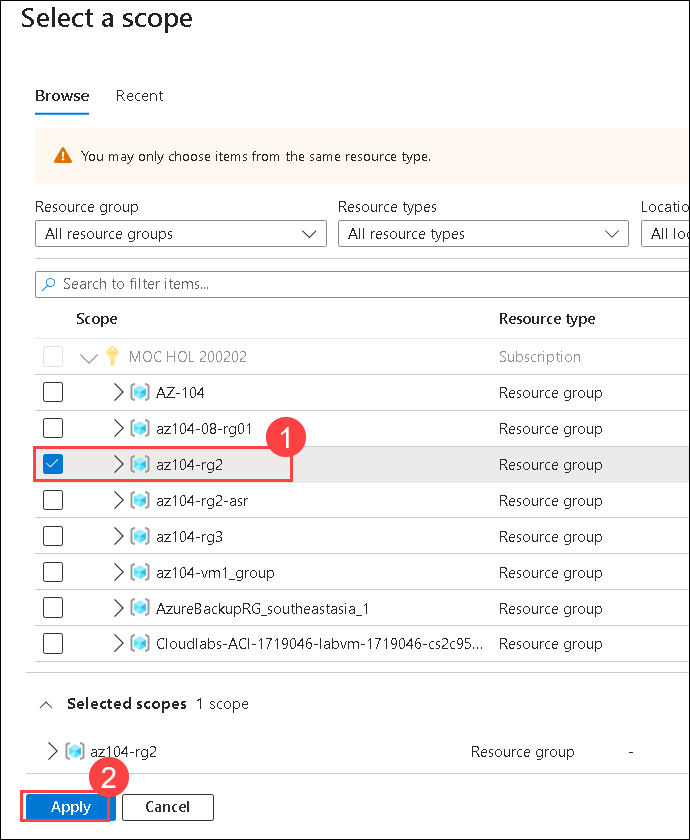 Select a scope
Browse Recent
You may only choose items from the same resource type.
Resource group Resource types Locatio
All resource groups All resource types All loc
Search to filter items...
Scope Resource type
MOC HOL 200202 Subscription
AZ-104 Resource group
az104-08-rg01 Resource group
1
az104-rg2 Resource group
az104-rg2-asr Resource group
az104-rg3 Resource group
az104-vm1_group Resource group
AzureBackupRG_southeastasia_1 Resource group
Cloudlabs-ACI-1719046-labvm-1719046-cs2c95... Resource group
Selected scopes 1 scope
az104-rg2 Resource group -
2
Apply Cancel